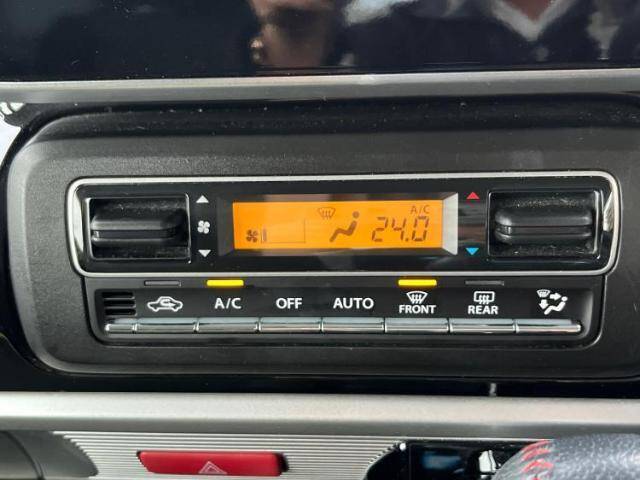 A/C
24.0
A/C OFF AUTO FRONT REAR